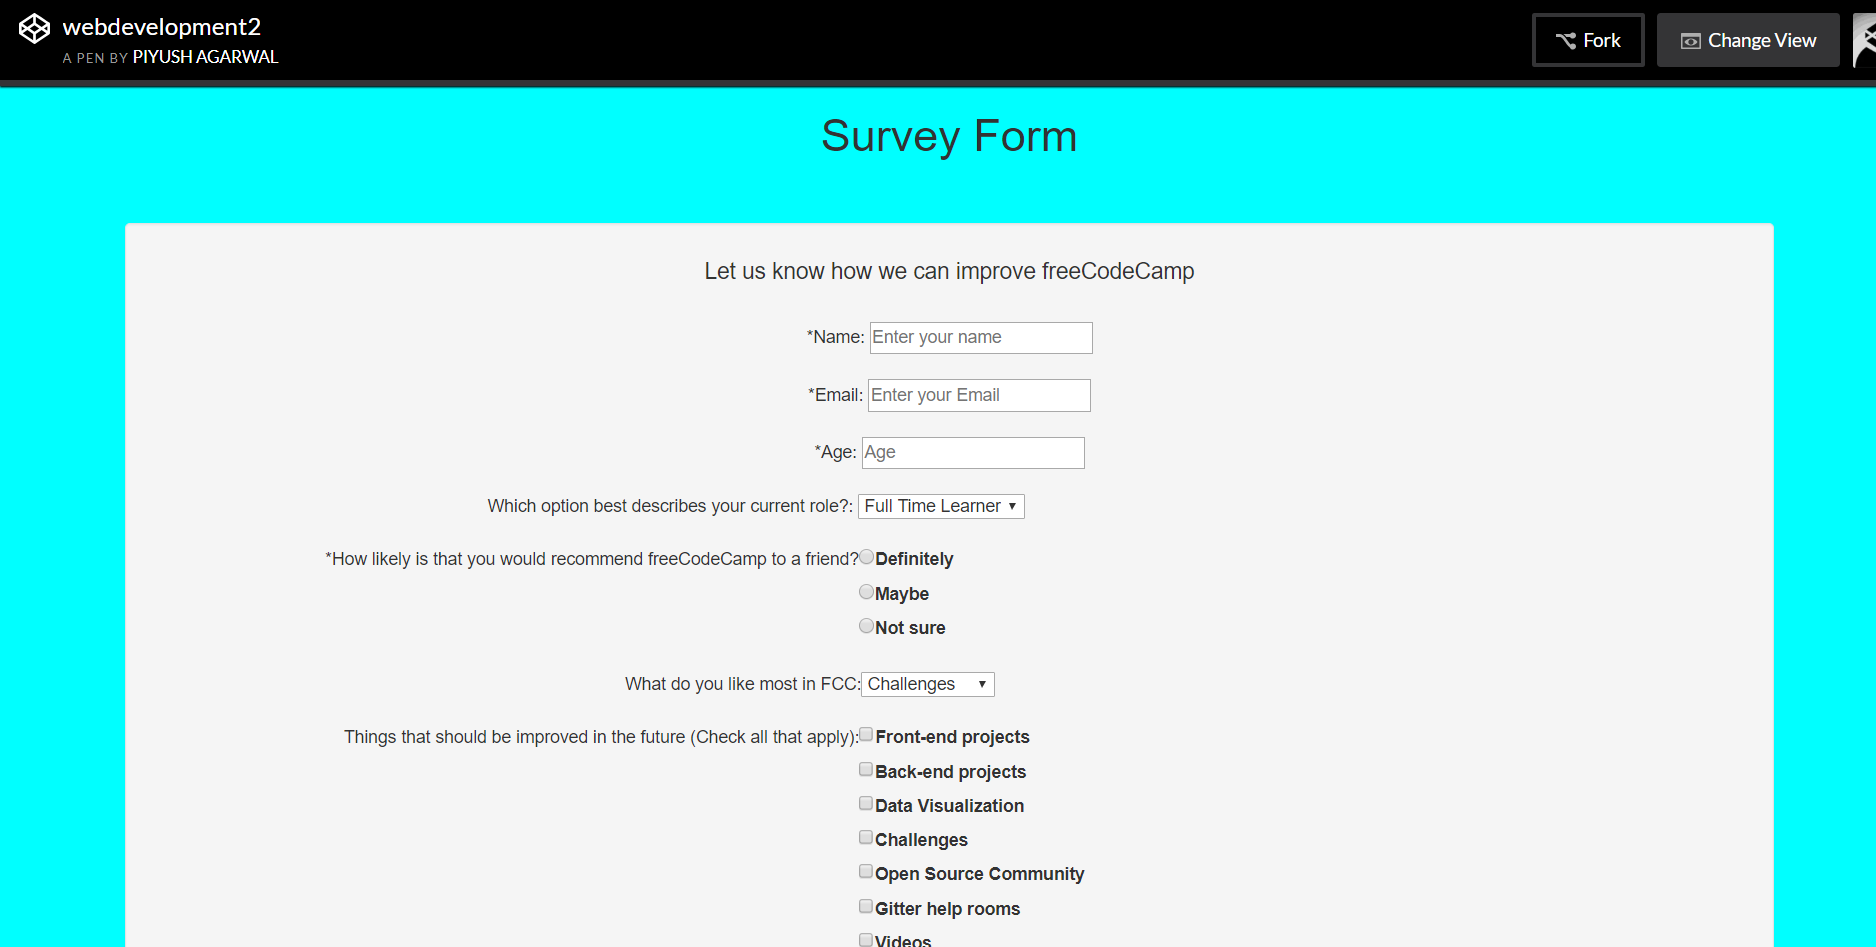 webdevelopment2
A PEN BY PIYUSH AGARWAL
Fork
Change View
Survey Form
Let us know how we can improve freeCodeCamp
*Name: Enter your name
*Email: Enter your Email
*Age: Age
Which option best describes your current role?: Full Time Learner
*How likely is that you would recommend freeCodeCamp to a friend? Definitely
Maybe
Not sure
What do you like most in FCC: Challenges
Things that should be improved in the future (Check all that apply): Front-end projects
Back-end projects
Data Visualization
Challenges
Open Source Community
Gitter help rooms
Videos